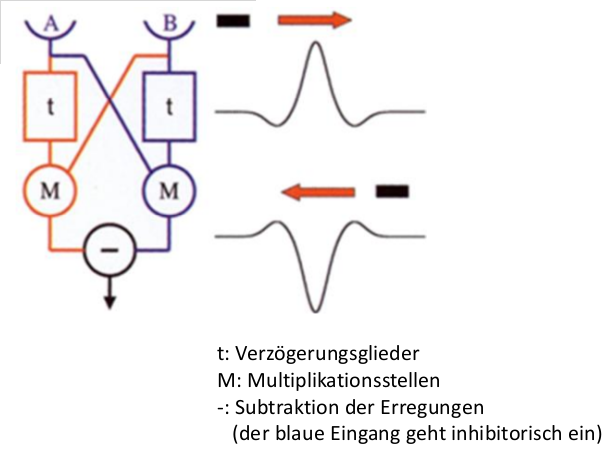 A B
t t
M M
−
t: Verzögerungsglieder
M: Multiplikationsstellen
-: Subtraktion der Erregungen
(der blaue Eingang geht inhibitorisch ein)